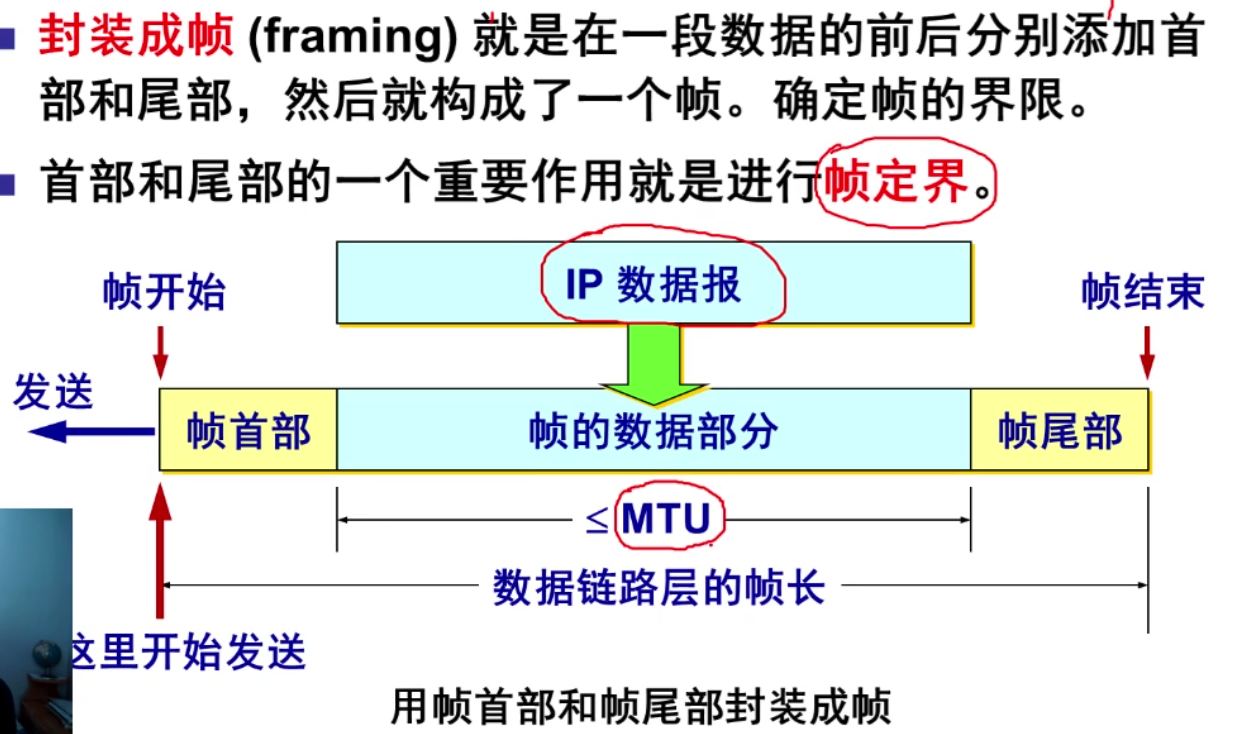 封装成帧 (framing) 就是在一段数据的前后分别添加首
部和尾部，然后就构成了一个帧。确定帧的界限。
首部和尾部的一个重要作用就是进行帧定界。
IP 数据报
帧开始
帧结束
发送
帧首部
帧的数据部分
帧尾部
≤ MTU
数据链路层的帧长
这里开始发送
用帧首部和帧尾部封装成帧